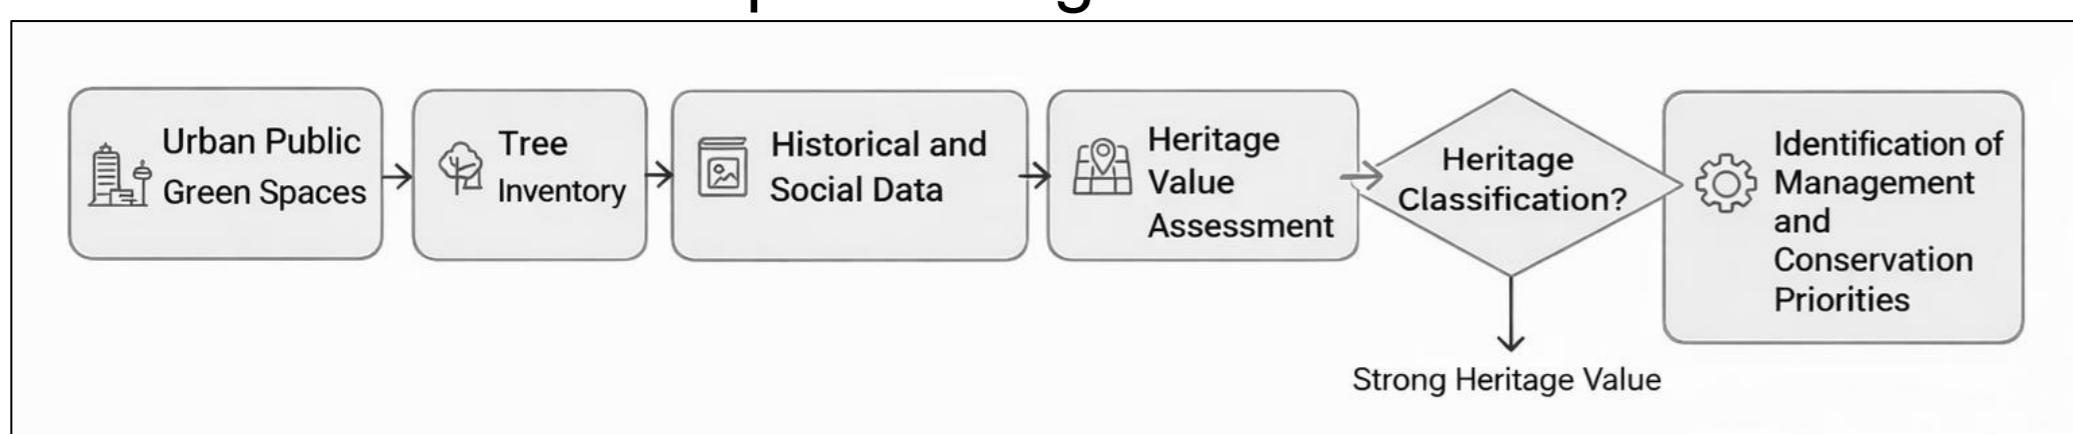 Urban Public
Green Spaces
Tree
Inventory
Historical and
Social Data
Heritage
Value
Assessment
Heritage
Classification?
Strong Heritage Value
Identification of
Management
and
Conservation
Priorities